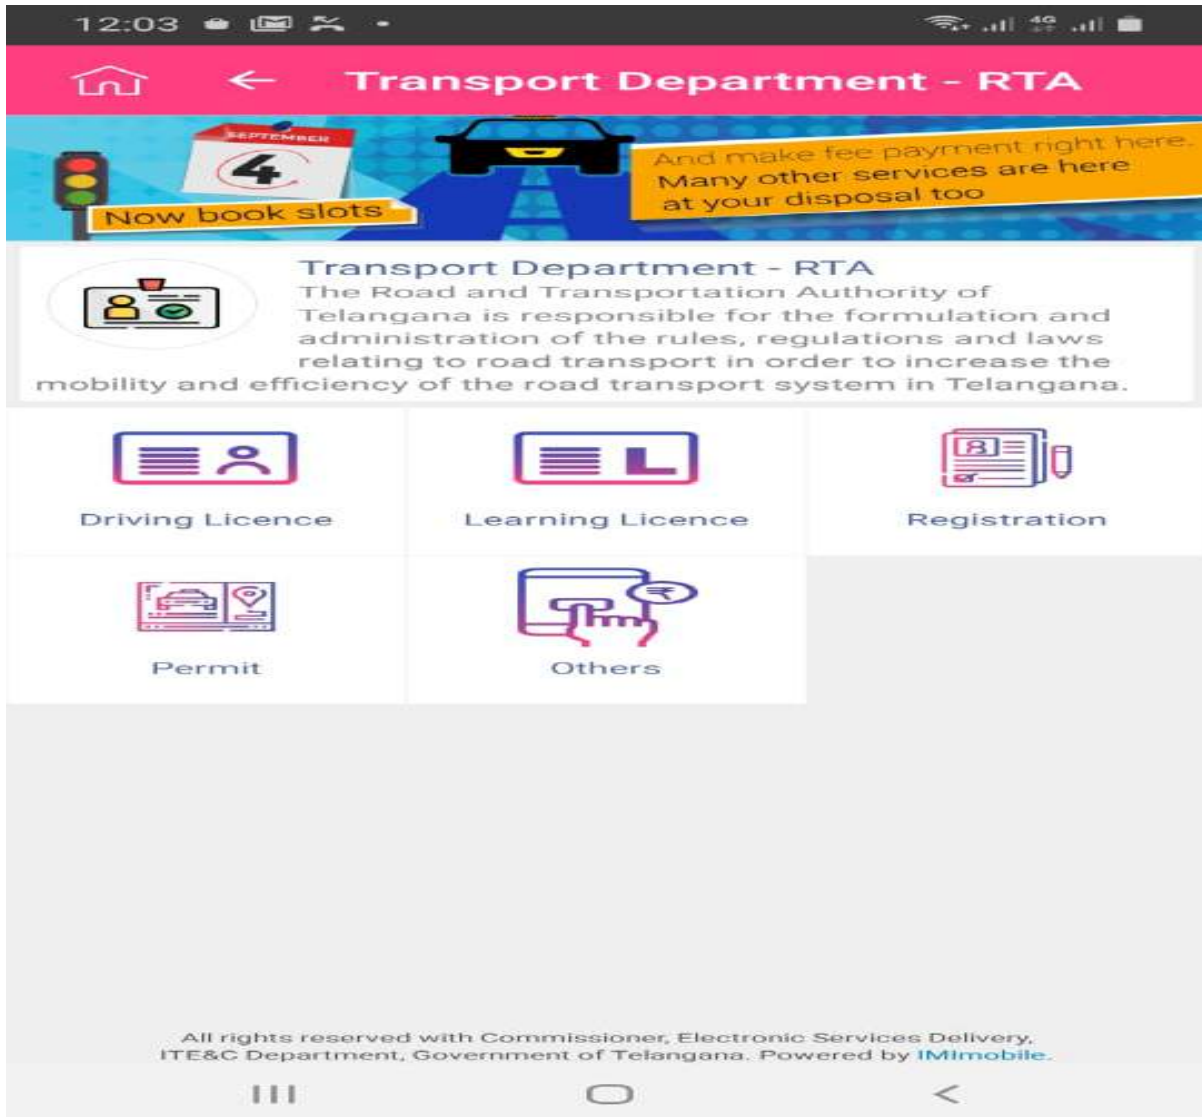 12:03
4G
Transport Department - RTA
SEPTEMBER
4
Now book slots
And make fee payment right here.
Many other services are here
at your disposal too
Transport Department - RTA
The Road and Transportation Authority of
Telangana is responsible for the formulation and
administration of the rules, regulations and laws
relating to road transport in order to increase the
mobility and efficiency of the road transport system in Telangana.
Driving Licence
L
Learning Licence
Registration
Permit
₹
Others
All rights reserved with Commissioner, Electronic Services Delivery,
ITE&C Department, Government of Telangana. Powered by IMImobile.